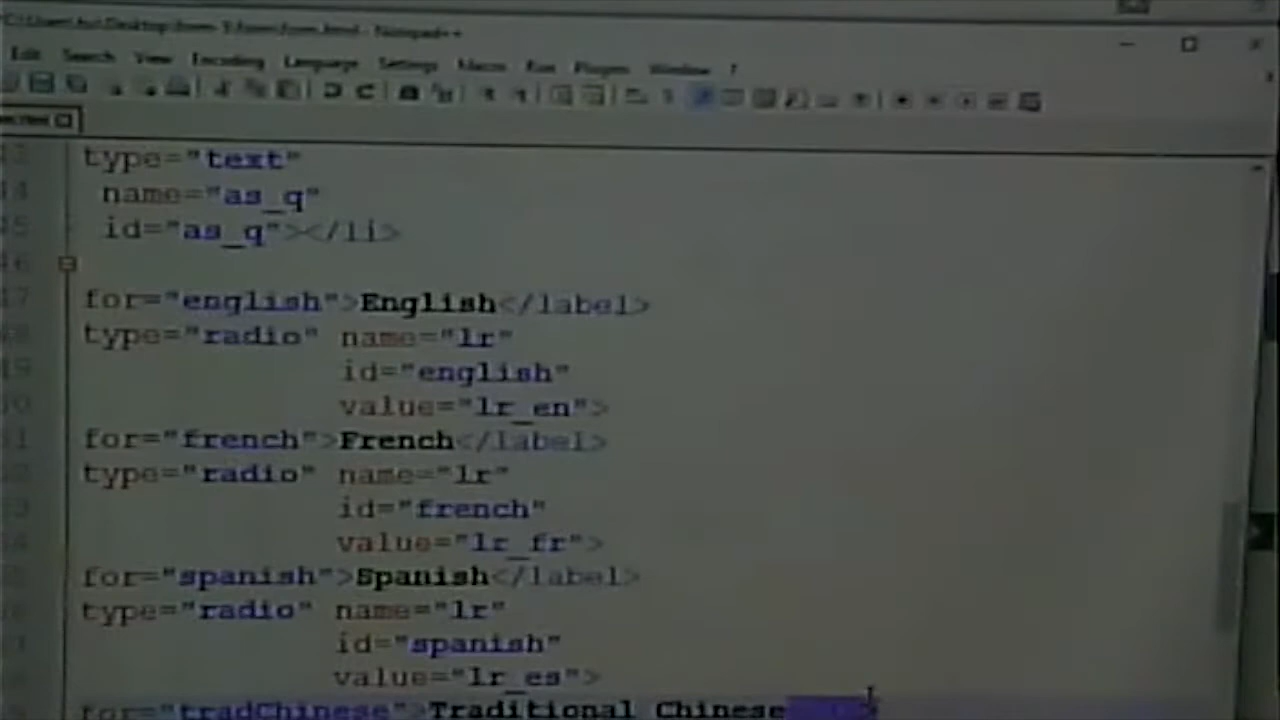 - Notepad++
Edit Search View Encoding Language Settings Macro Run Plugins Window ?
type="text"
name="as_q"
id="as_q"></li>
46
for="english">English</label>
type="radio" name="lr"
id="english"
value="lr_en">
for="french">French</label>
type="radio" name="lr"
id="french"
value="lr_fr">
for="spanish">Spanish</label>
type="radio" name="lr"
id="spanish"
value="lr_es">
for="tradChinese">Traditional Chinese